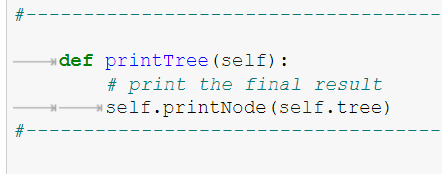 #---------------------------------------
def printTree(self):
# print the final result
self.printNode(self.tree)
#---------------------------------------